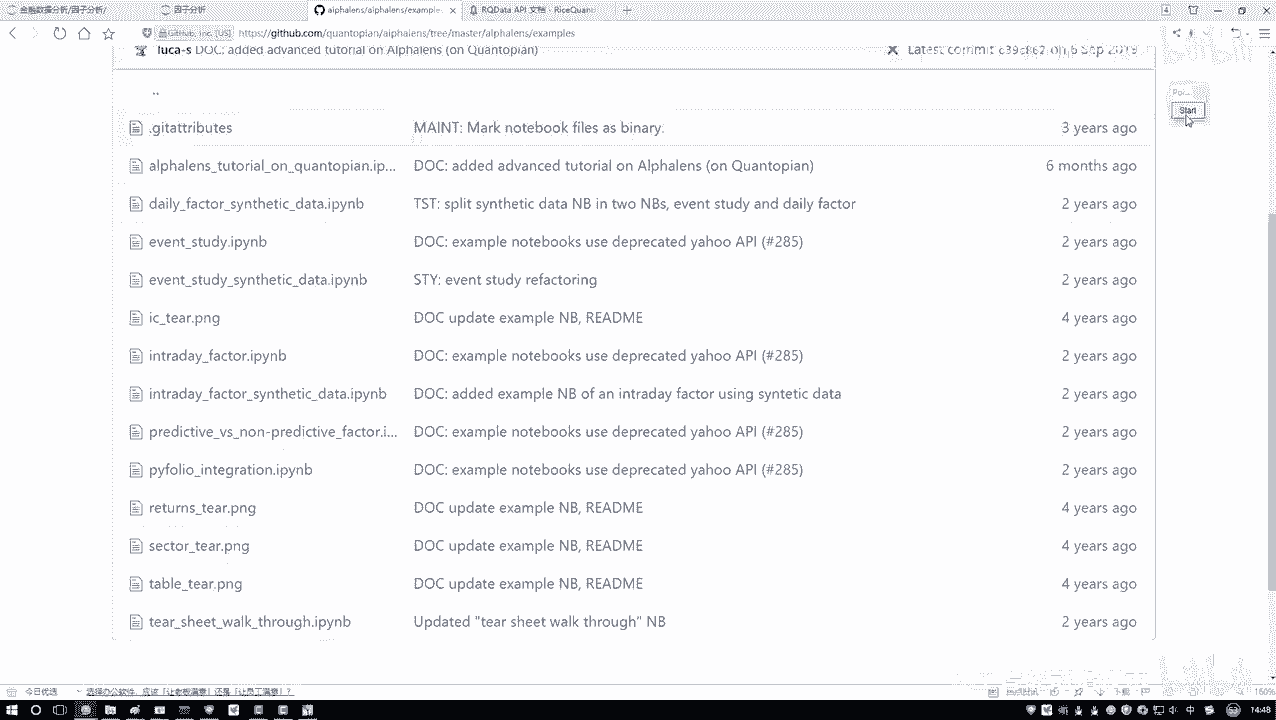 金融数据分析/因子分析/
因子分析
alphalens/alphalens/example
RQData API 文档 - RiceQuant
4
GitHub, Inc. [US]
https://github.com/quantopian/alphalens/tree/master/alphalens/examples
luca-s DOC: added advanced tutorial on Alphalens (on Quantopian)
Latest commit
on 6 Sep 2019
..
.gitattributes MAINT: Mark notebook files as binary. 3 years ago
alphalens_tutorial_on_quantopian.ip... DOC: added advanced tutorial on Alphalens (on Quantopian) 6 months ago
daily_factor_synthetic_data.ipynb TST: split synthetic data NB in two NBs, event study and daily factor 2 years ago
event_study.ipynb DOC: example notebooks use deprecated yahoo API (#285) 2 years ago
event_study_synthetic_data.ipynb STY: event study refactoring 2 years ago
ic_tear.png DOC update example NB, README 4 years ago
intraday_factor.ipynb DOC: example notebooks use deprecated yahoo API (#285) 2 years ago
intraday_factor_synthetic_data.ipynb DOC: added example NB of an intraday factor using syntetic data 2 years ago
predictive_vs_non-predictive_factor.i... DOC: example notebooks use deprecated yahoo API (#285) 2 years ago
pyfolio_integration.ipynb DOC: example notebooks use deprecated yahoo API (#285) 2 years ago
returns_tear.png DOC update example NB, README 4 years ago
sector_tear.png DOC update example NB, README 4 years ago
table_tear.png DOC update example NB, README 4 years ago
tear_sheet_walk_through.ipynb Updated "tear sheet walk through" NB 2 years ago
Poi...
Start
今日优选
选择办公软件，应该「让老板满意」还是「让员工满意」？
下载
160%
中
14:48